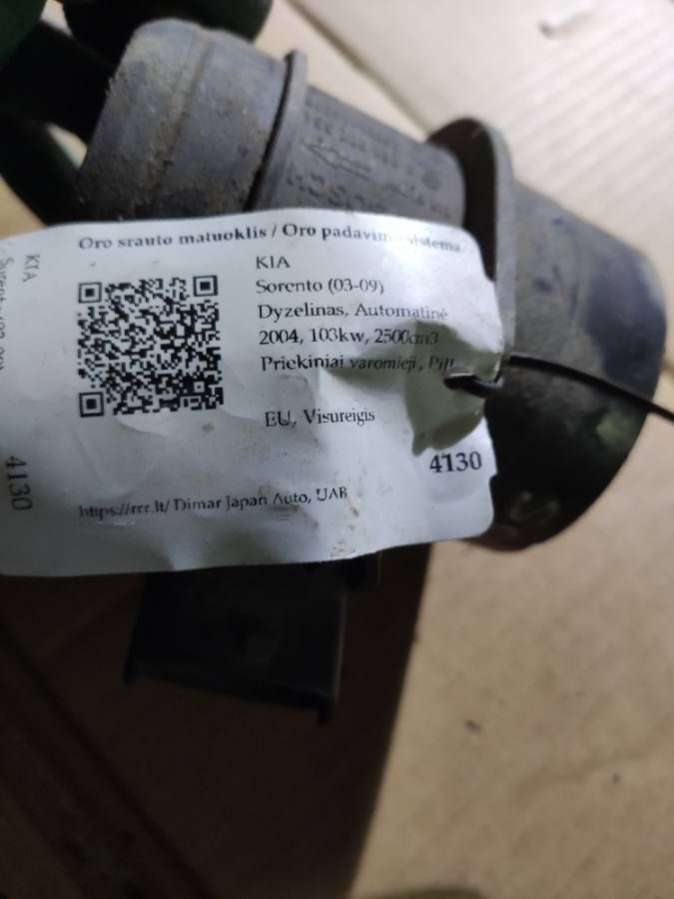 Oro srauto matuoklis / Oro padavimo sistema
KIA
Sorento (03-09)
Dyzelinas, Automatinė
2004, 103kw, 2500cm3
Priekiniai varomieji, Pilk
EU, Visureigis
4130
https://rrr.lt/ Dimar Japan Auto, UAB
KIA
4130